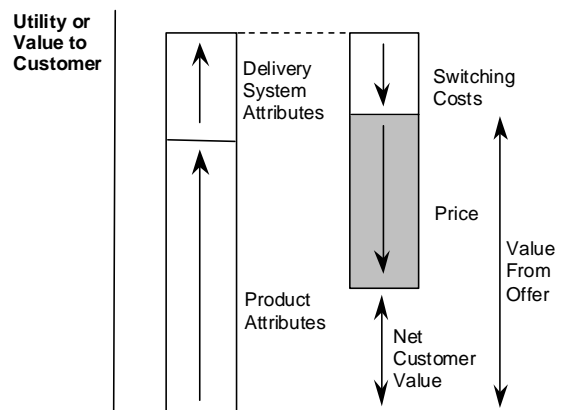 Utility or
Value to
Customer
Delivery
System
Attributes
Switching
Costs
Price
Value
From
Offer
Product
Attributes
Net
Customer
Value